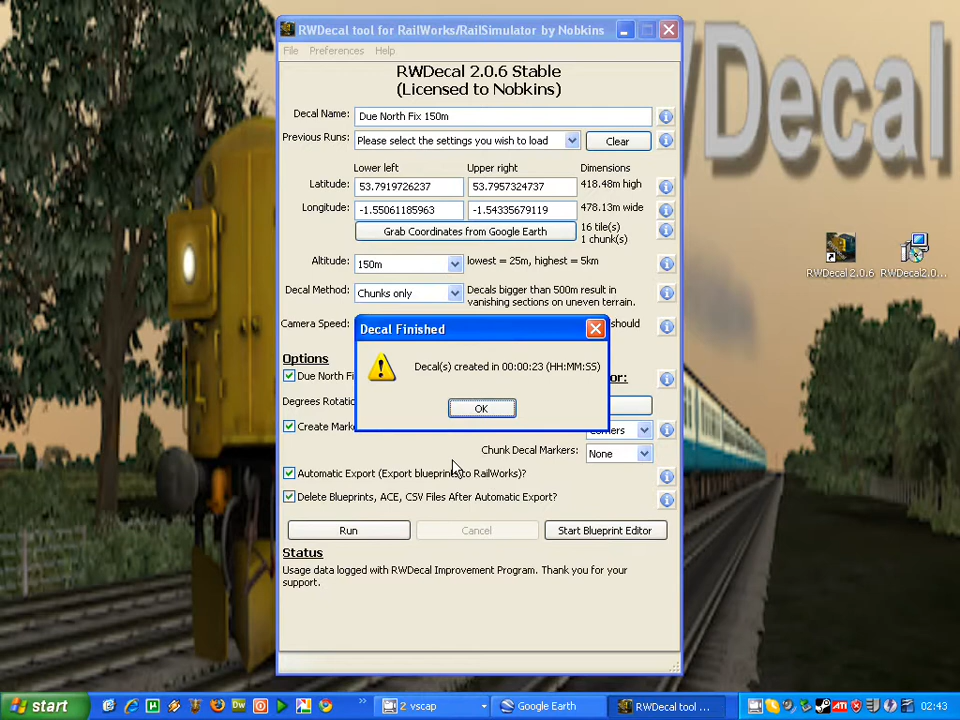 RWDecal tool for RailWorks/RailSimulator by Nobkins
File Preferences Help
RWDecal 2.0.6 Stable
(Licensed to Nobkins)
Decal Name: Due North Fix 150m
Previous Runs: Please select the settings you wish to load Clear
Lower left Upper right Dimensions
Latitude: 53.7919726237 53.7957324737 418.48m high
Longitude: -1.55061185963 -1.54335679119 478.13m wide
Grab Coordinates from Google Earth
16 tile(s)
1 chunk(s)
Altitude: 150m lowest = 25m, highest = 5km
Decal Method: Chunks only
Decals bigger than 500m result in
vanishing sections on uneven terrain.
Camera Speed: should
Decal Finished
Decal(s) created in 00:00:23 (HH:MM:SS)
OK
Options
or:
Due North Fi
Degrees Rotatio
Create Mark
orners
Chunk Decal Markers: None
Automatic Export (Export blueprints to RailWorks)?
Delete Blueprints, ACE, CSV Files After Automatic Export?
Run Cancel Start Blueprint Editor
Status
Usage data logged with RWDecal Improvement Program. Thank you for your
support.
WDecal
RWDecal 2.0.6
RWDecal2.0...
start
2 vscap
Google Earth
RWDecal tool ...
ATI
02:43